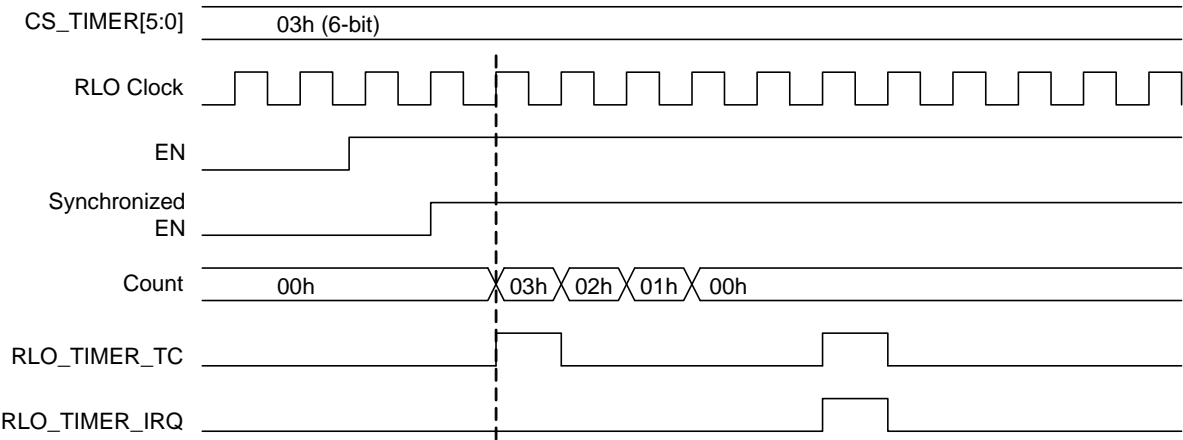 CS_TIMER[5:0]
03h (6-bit)
RLO Clock
EN
Synchronized
EN
Count
00h
03h
02h
01h
00h
RLO_TIMER_TC
RLO_TIMER_IRQ